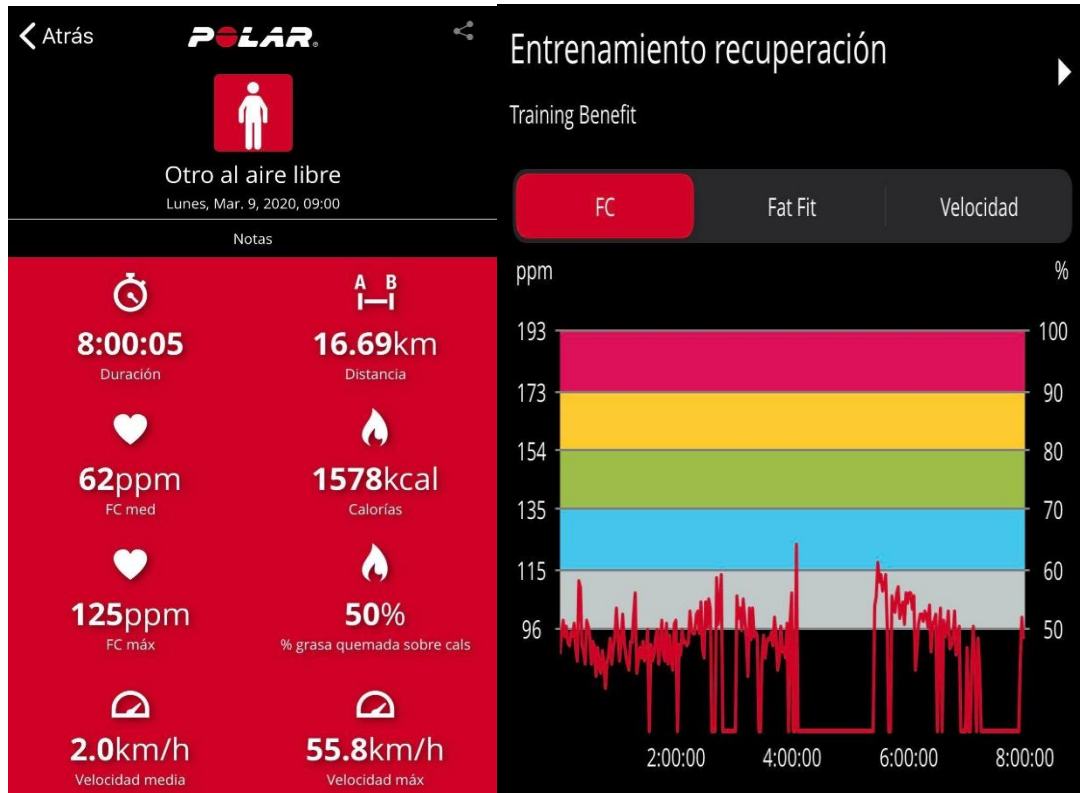 Atrás
POLAR
Otro al aire libre
Lunes, Mar. 9, 2020, 09:00
Notas
A B
8:00:05 16.69km
Duración Distancia
62ppm 1578kcal
FC med Calorías
125ppm 50%
FC máx % grasa quemada sobre cals
2.0km/h 55.8km/h
Velocidad media Velocidad máx
Entrenamiento recuperación
Training Benefit
FC Fat Fit Velocidad
ppm %
193 100
173 90
154 80
135 70
115 60
96 50
2:00:00 4:00:00 6:00:00 8:00:00